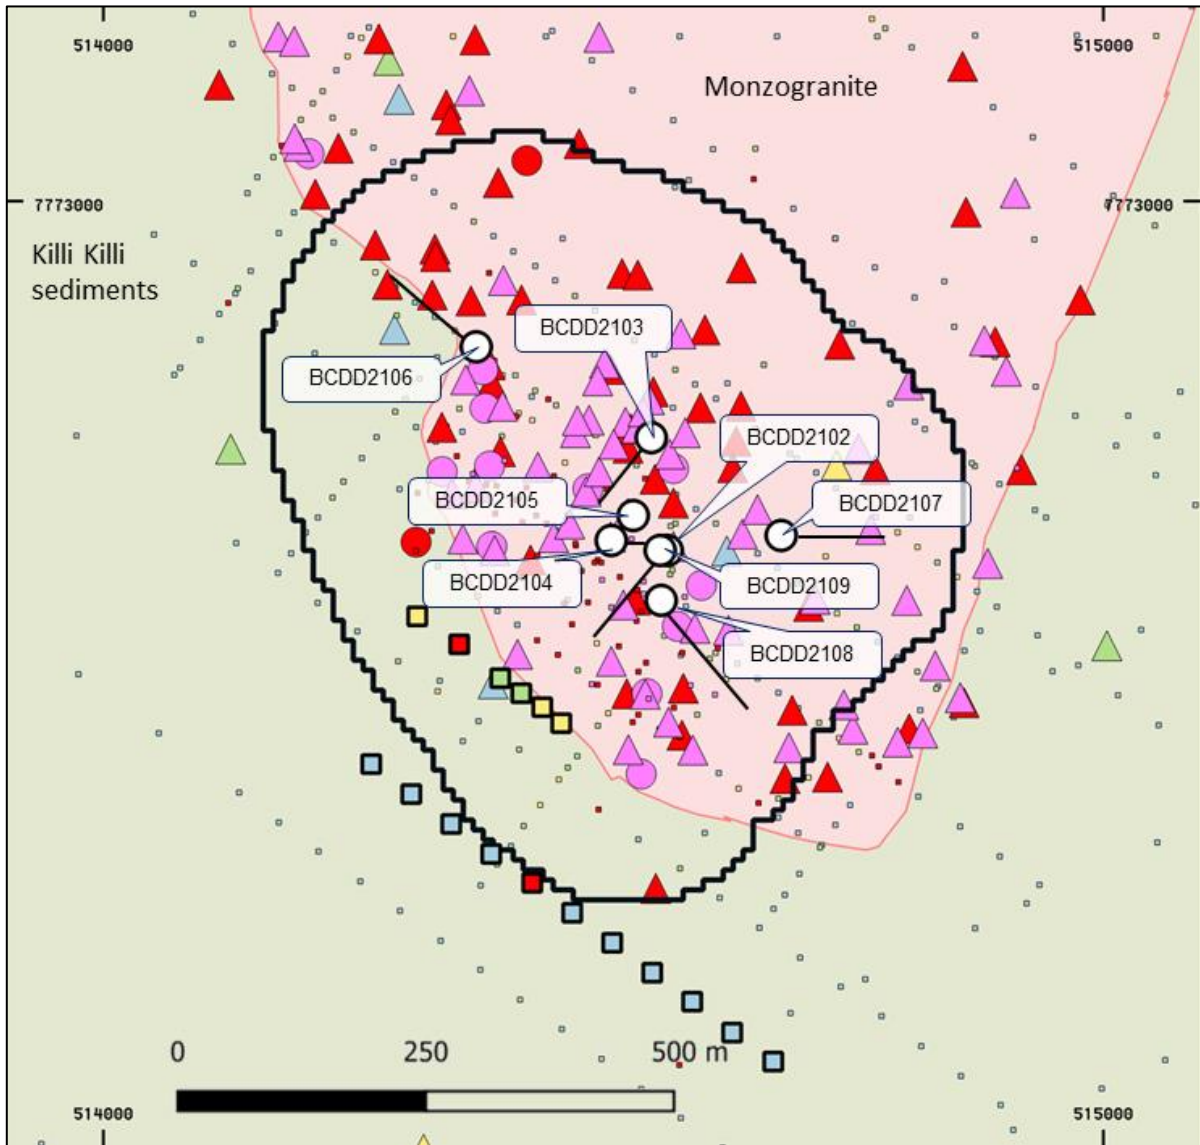 514000
515000
Monzogranite
7773000
7773000
Killi Killi
sediments
BCDD2103
BCDD2106
BCDD2102
BCDD2105
BCDD2107
BCDD2104
BCDD2109
BCDD2108
0 250 500 m
514000
515000